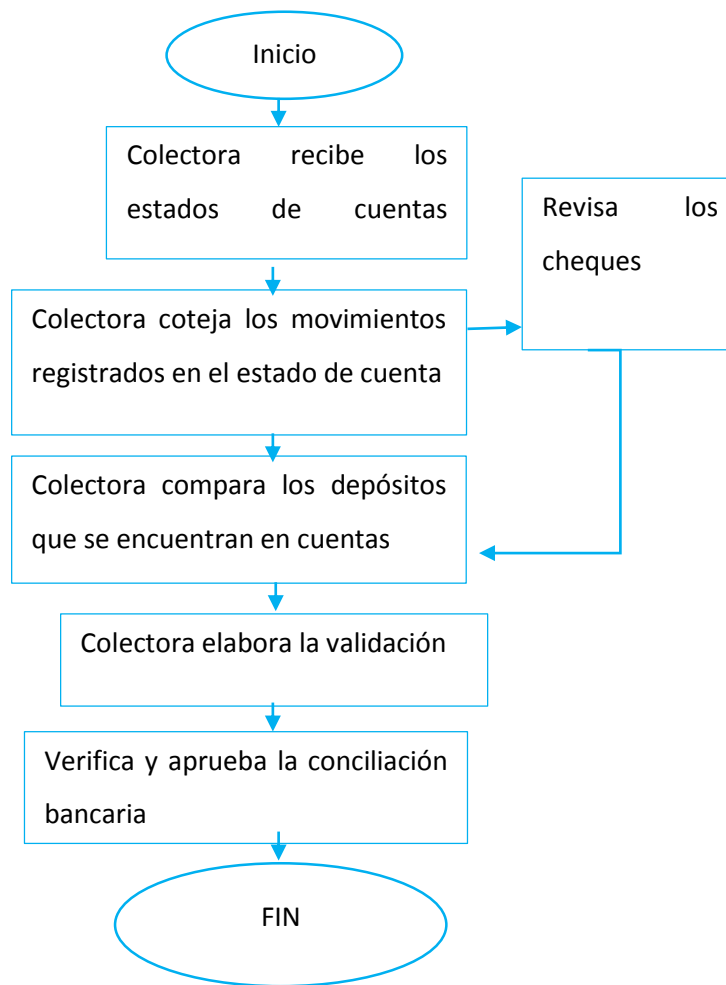 Inicio
Colectora recibe los
estados de cuentas
Revisa los
cheques
Colectora coteja los movimientos
registrados en el estado de cuenta
Colectora compara los depósitos
que se encuentran en cuentas
Colectora elabora la validación
Verifica y aprueba la conciliación
bancaria
FIN